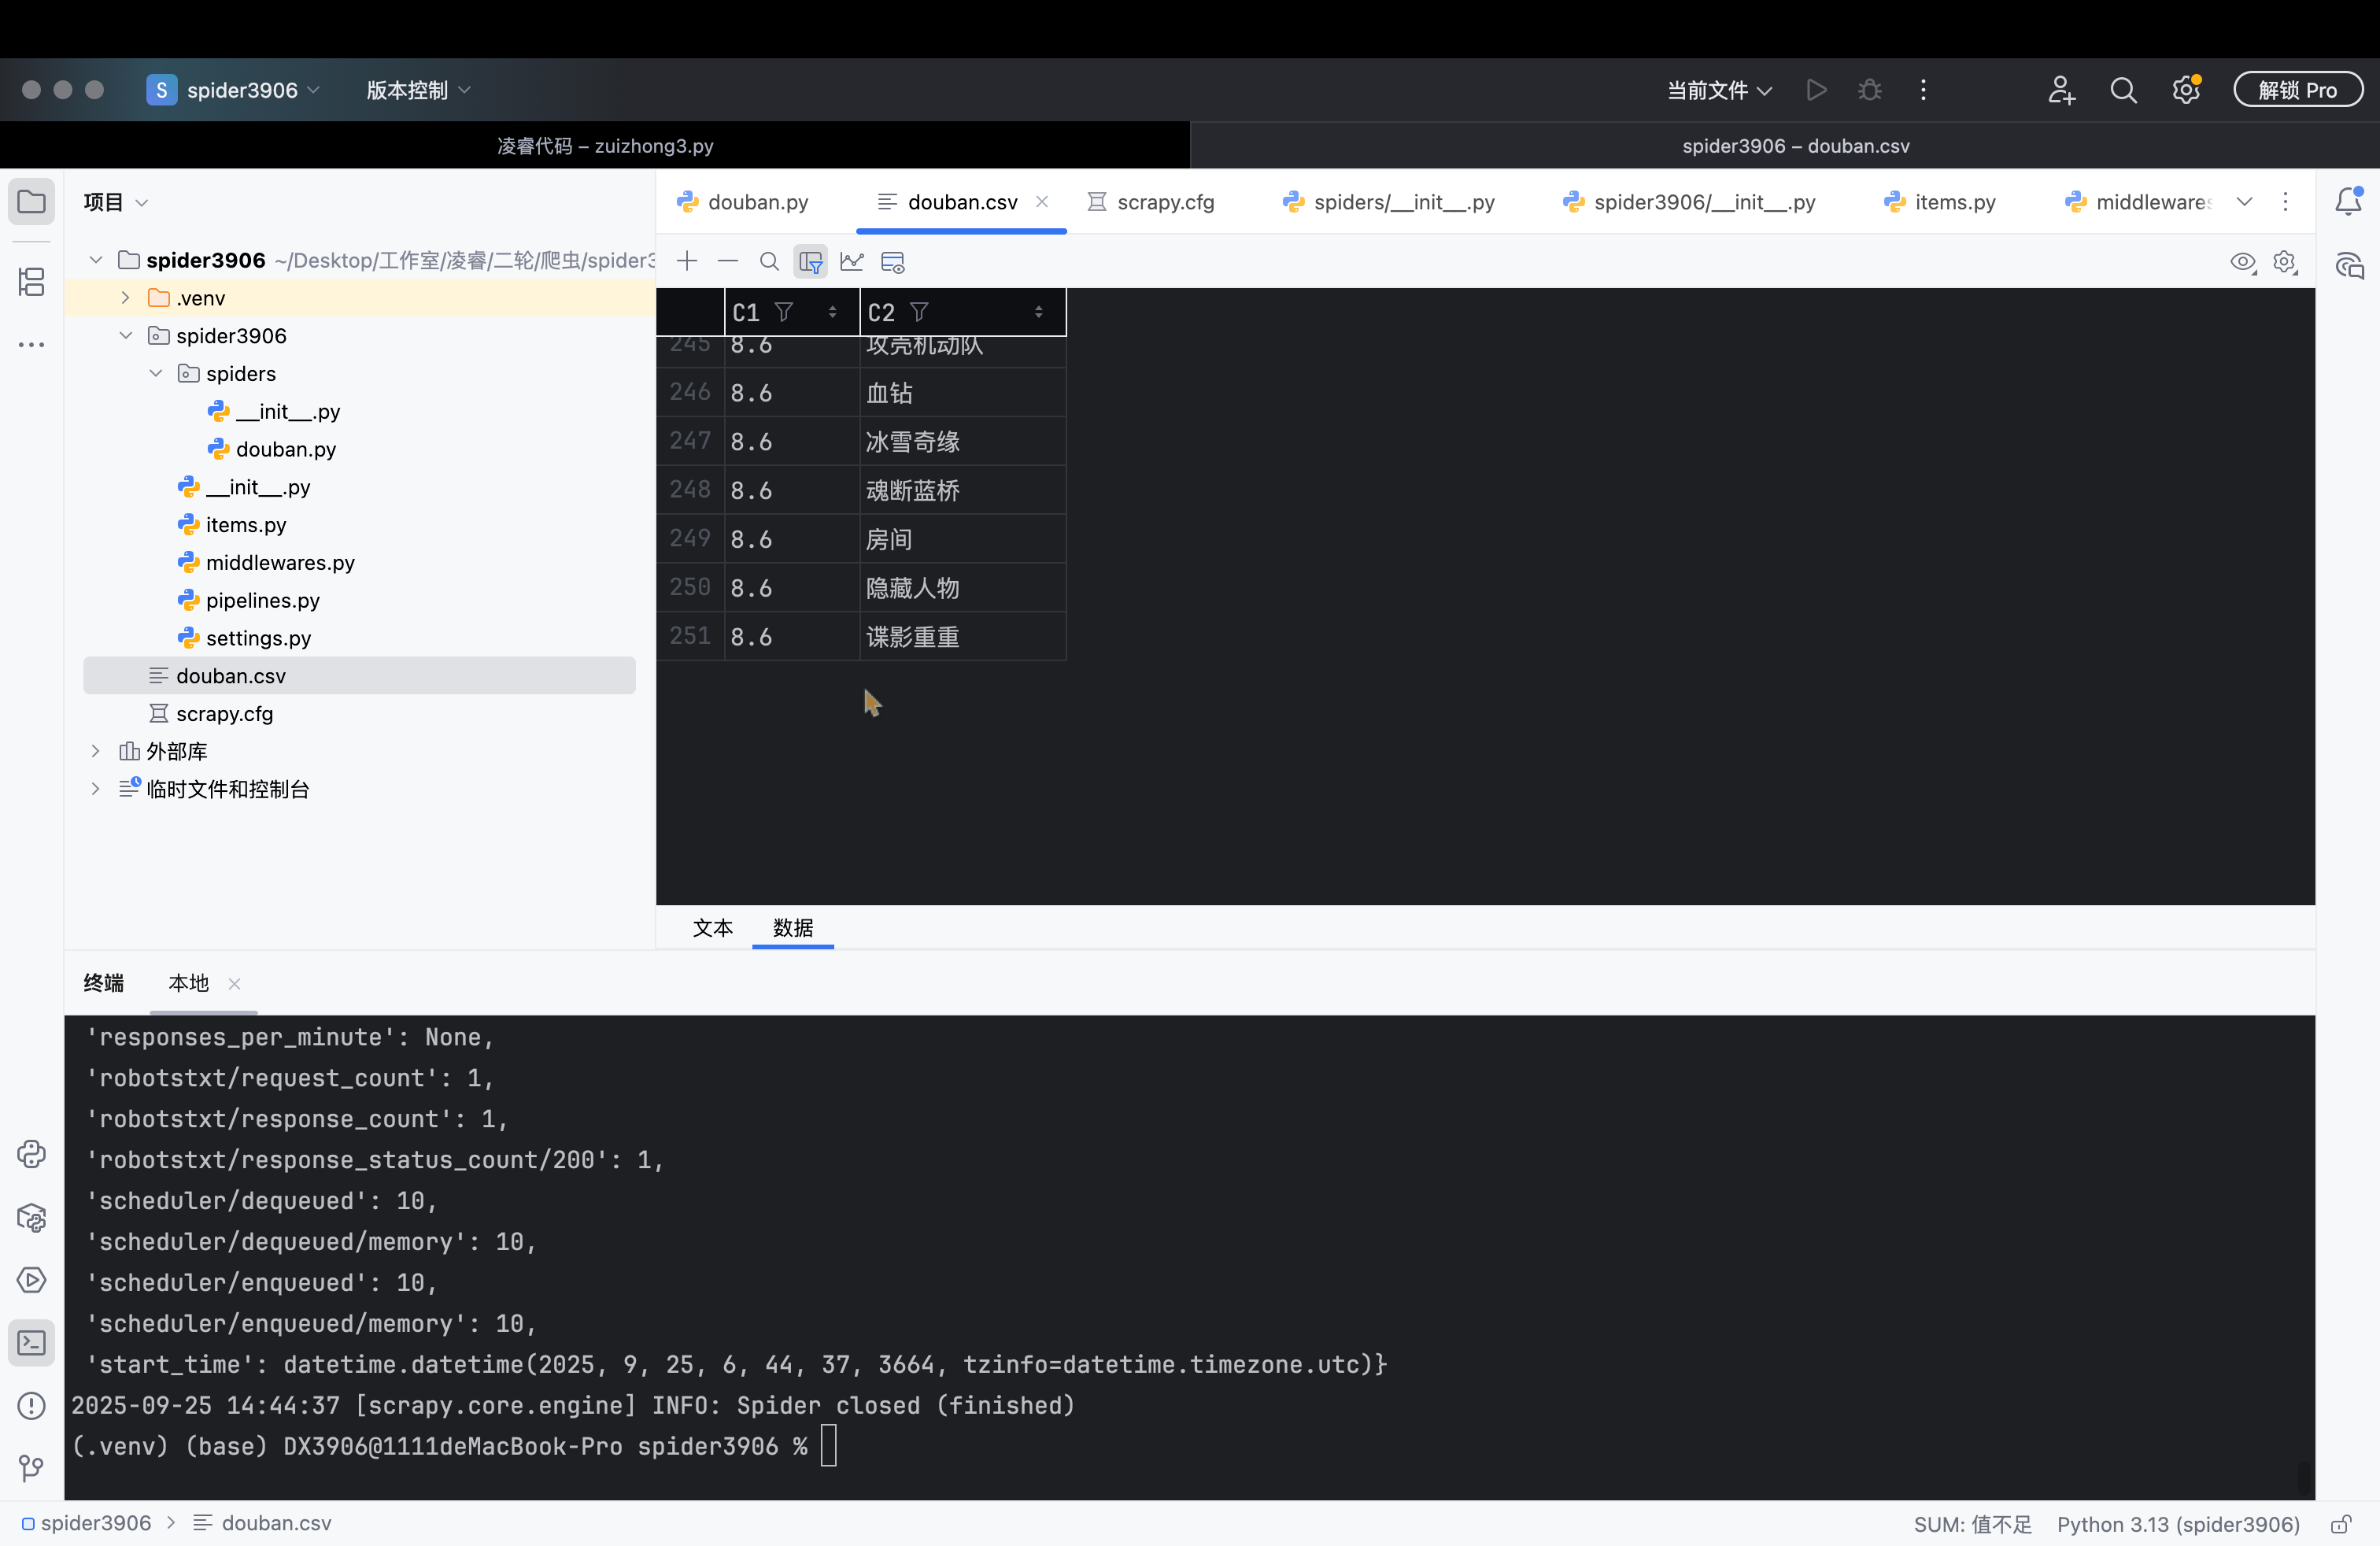 S spider3906 版本控制 当前文件 解锁 Pro
凌睿代码 – zuizhong3.py spider3906 – douban.csv
项目
douban.py douban.csv scrapy.cfg spiders/__init__.py spider3906/__init__.py items.py middlewares
spider3906 ~/Desktop/工作室/凌睿/二轮/爬虫/spider3
.venv
spider3906
spiders
__init__.py
douban.py
__init__.py
items.py
middlewares.py
pipelines.py
settings.py
douban.csv
scrapy.cfg
外部库
临时文件和控制台
C1 C2
245 8.6 攻壳机动队
246 8.6 血钻
247 8.6 冰雪奇缘
248 8.6 魂断蓝桥
249 8.6 房间
250 8.6 隐藏人物
251 8.6 谍影重重
文本 数据
终端 本地
'responses_per_minute': None,
'robotstxt/request_count': 1,
'robotstxt/response_count': 1,
'robotstxt/response_status_count/200': 1,
'scheduler/dequeued': 10,
'scheduler/dequeued/memory': 10,
'scheduler/enqueued': 10,
'scheduler/enqueued/memory': 10,
'start_time': datetime.datetime(2025, 9, 25, 6, 44, 37, 3664, tzinfo=datetime.timezone.utc)}
2025-09-25 14:44:37 [scrapy.core.engine] INFO: Spider closed (finished)
(.venv) (base) DX3906@1111deMacBook-Pro spider3906 %
spider3906 > douban.csv SUM: 值不足 Python 3.13 (spider3906)